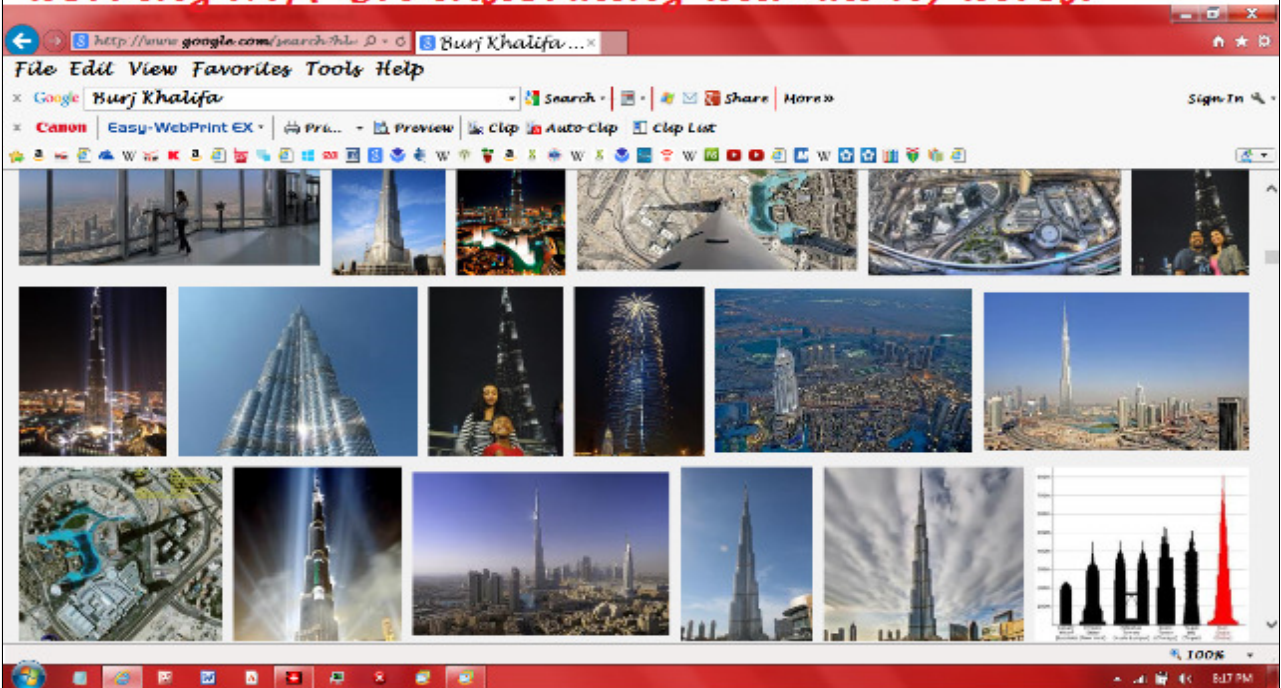 http://www.google.com/search?hl= Burj Khalifa ...
File Edit View Favorites Tools Help
Google Burj Khalifa Search Share More» Sign In
Canon Easy-WebPrint EX Pri... Preview Clip Auto Clip Clip List
100%
8:17 PM